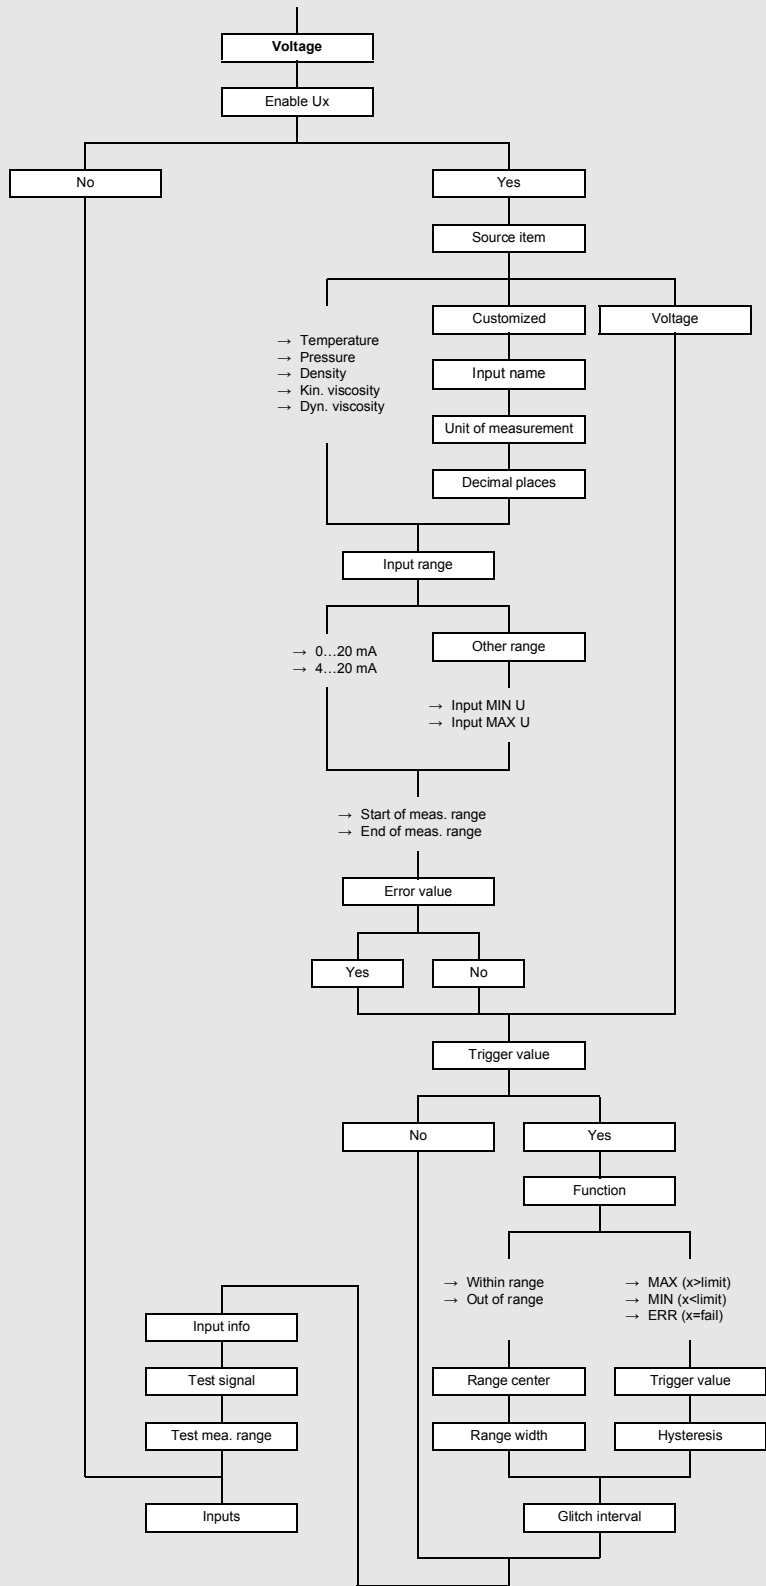 Voltage
Enable Ux
No
Yes
Source item
Customized
Voltage
→ Temperature
→ Pressure
→ Density
→ Kin. viscosity
→ Dyn. viscosity
Input name
Unit of measurement
Decimal places
Input range
→ 0…20 mA
→ 4…20 mA
Other range
→ Input MIN U
→ Input MAX U
→ Start of meas. range
→ End of meas. range
Error value
Yes
No
Trigger value
No
Yes
Function
→ Within range
→ Out of range
→ MAX (x>limit)
→ MIN (x<limit)
→ ERR (x=fail)
Input info
Test signal
Test mea. range
Range center
Trigger value
Range width
Hysteresis
Inputs
Glitch interval